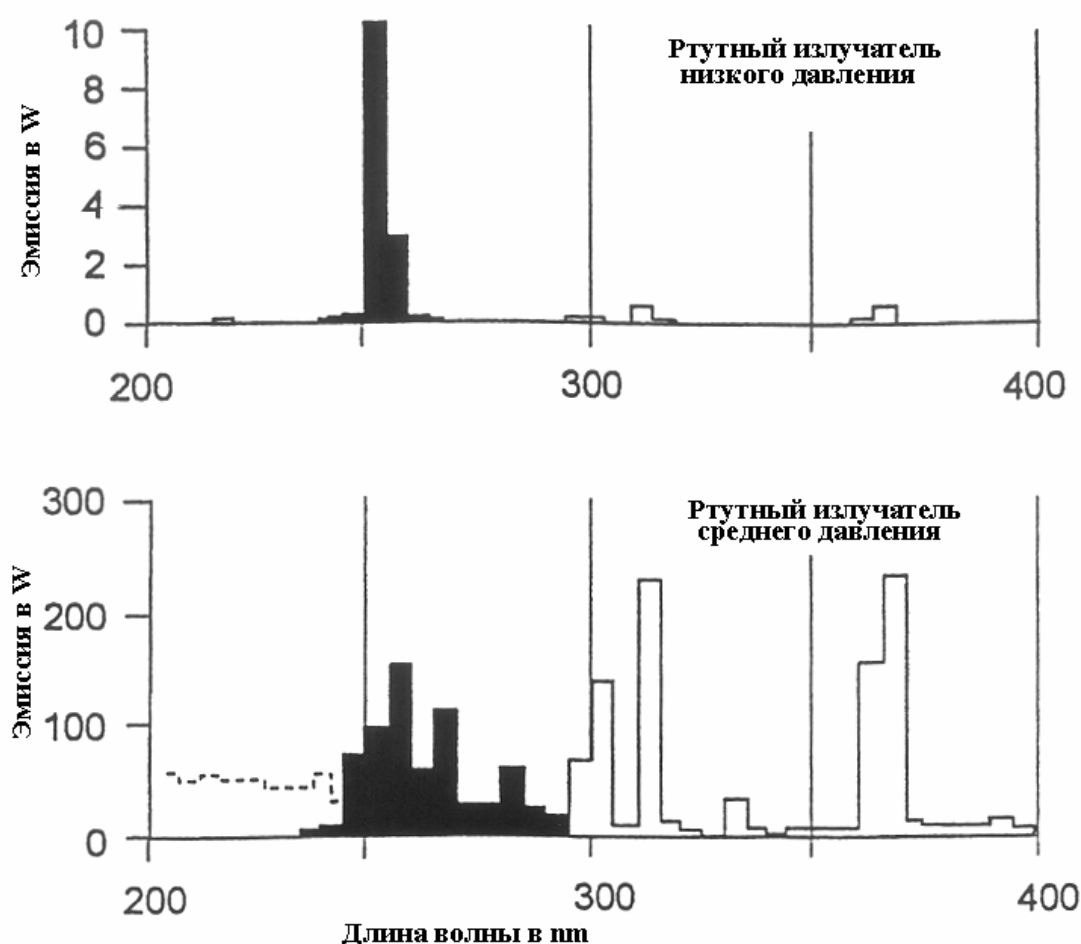 10
8
6
4
2
0
Эмиссия в W
Ртутный излучатель
низкого давления
200 300 400
300
200
100
0
Эмиссия в W
Ртутный излучатель
среднего давления
200 300 400
Длина волны в nm